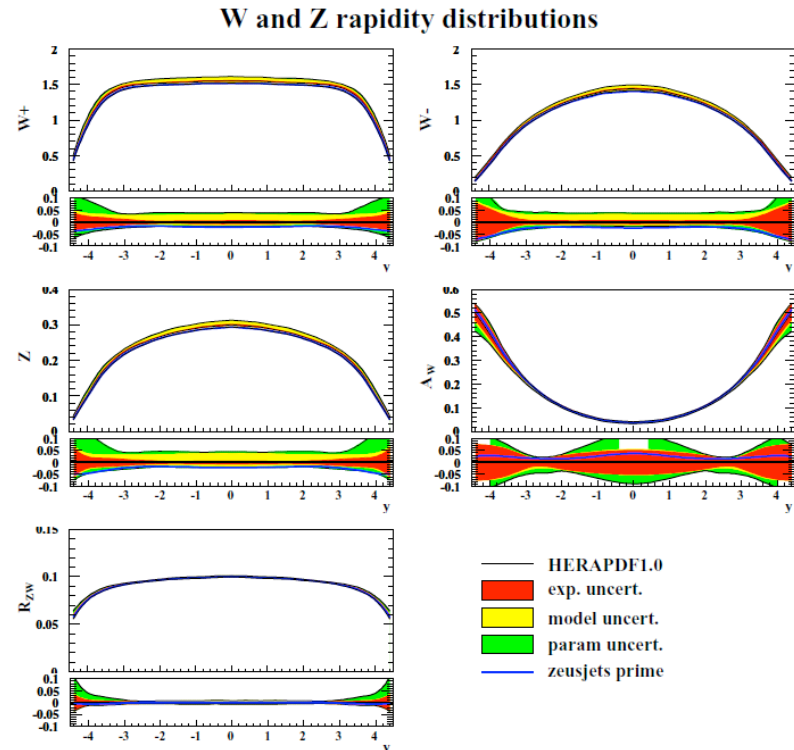 W and Z rapidity distributions
W+
2
1.5
1
0.5
0
0.1
0.05
0
-0.05
-0.1
-4 -3 -2 -1 0 1 2 3 4
y
W-
2
1.5
1
0.5
0
0.1
0.05
0
-0.05
-0.1
-4 -3 -2 -1 0 1 2 3 4
y
Z
0.4
0.3
0.2
0.1
0
0.1
0.05
0
-0.05
-0.1
-4 -3 -2 -1 0 1 2 3 4
y
A_W
0.6
0.5
0.4
0.3
0.2
0.1
0
0.1
0.05
0
-0.05
-0.1
-4 -3 -2 -1 0 1 2 3 4
y
R_ZW
0.15
0.1
0.05
0
0.1
0.05
0
-0.05
-0.1
-4 -3 -2 -1 0 1 2 3 4
y
HERAPDF1.0
exp. uncert.
model uncert.
param uncert.
zeusjets prime